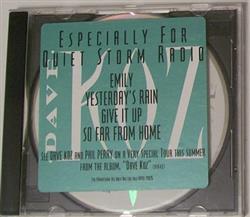 ESPECIALLY FOR
QUIET STORM RADIO
EMILY
YESTERDAY'S RAIN
GIVE IT UP
SO FAR FROM HOME
SEE DAVE KOZ AND PHIL PERRY ON A VERY SPECIAL TOUR THIS SUMMER
FROM THE ALBUM, "DAVE KOZ"
DAVE
KOZ